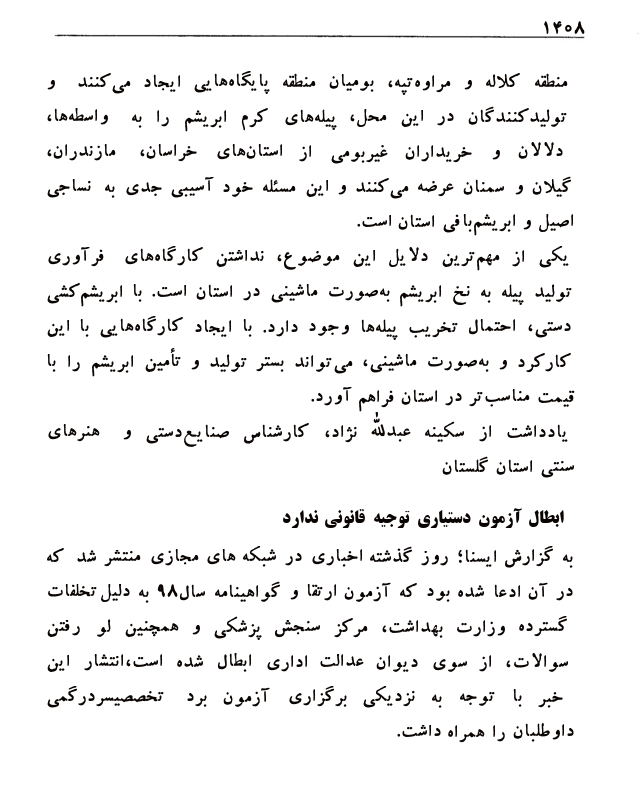 ۱۴۰۸
منطقه کلاله و مراوه‌تپه، بومیان منطقه پایگاه‌هایی ایجاد می‌کنند و
تولیدکنندگان در این محل، پیله‌های کرم ابریشم را به واسطه‌ها،
دلالان و خریداران غیربومی از استان‌های خراسان، مازندران،
گیلان و سمنان عرضه می‌کنند و این مسئله خود آسیبی جدی به نساجی
اصیل و ابریشم‌بافی استان است.
یکی از مهم‌ترین دلایل این موضوع، نداشتن کارگاه‌های فرآوری
تولید پیله به نخ ابریشم به‌صورت ماشینی در استان است. با ابریشم‌کشی
دستی، احتمال تخریب پیله‌ها وجود دارد. با ایجاد کارگاه‌هایی با این
کارکرد و به‌صورت ماشینی، می‌تواند بستر تولید و تأمین ابریشم را با
قیمت مناسب‌تر در استان فراهم آورد.
یادداشت از سکینه عبدالله نژاد، کارشناس صنایع‌دستی و هنرهای
سنتی استان گلستان
ابطال آزمون دستیاری توجیه قانونی ندارد
به گزارش ایسنا؛ روز گذشته اخباری در شبکه های مجازی منتشر شد که
در آن ادعا شده بود که آزمون ارتقا و گواهینامه سال۹۸ به دلیل تخلفات
گسترده وزارت بهداشت، مرکز سنجش پزشکی و همچنین لو رفتن
سوالات، از سوی دیوان عدالت اداری ابطال شده است،انتشار این
خبر با توجه به نزدیکی برگزاری آزمون برد تخصصیسردرگمی
داوطلبان را همراه داشت.